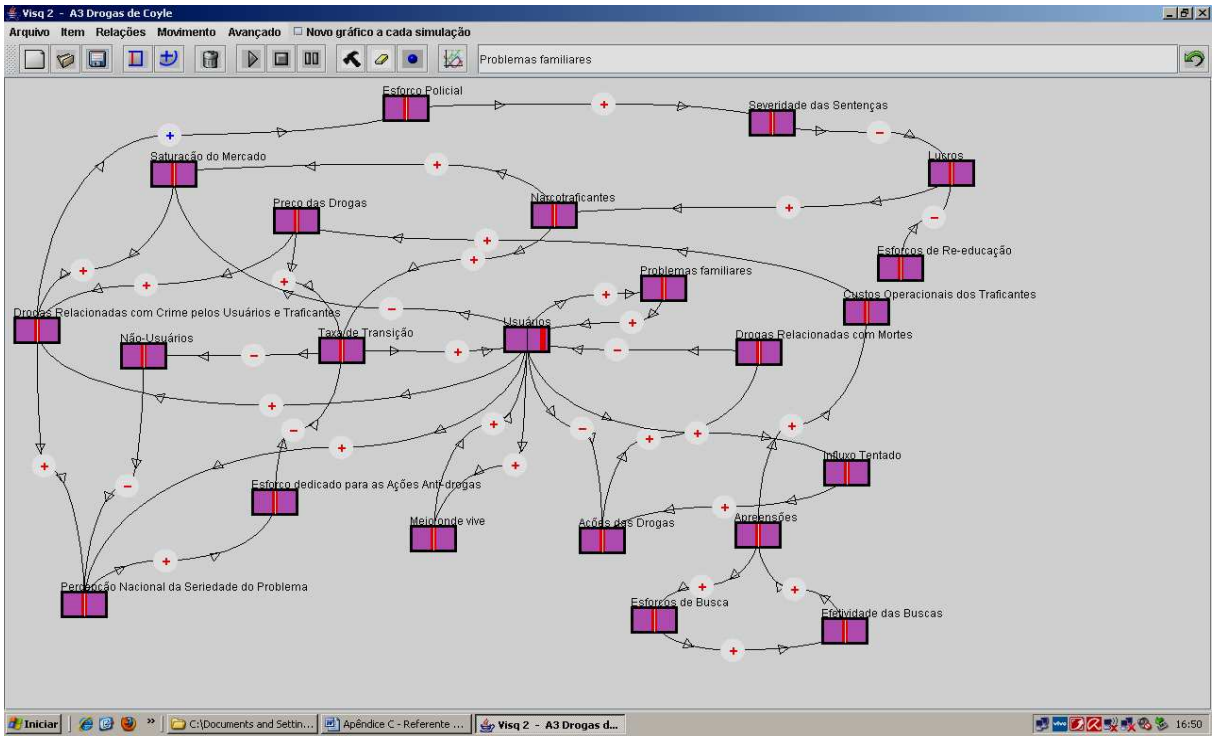 Visq 2 - A3 Drogas de Coyle
Arquivo Item Relações Movimento Avançado Novo gráfico a cada simulação
Problemas familiares
Esforço Policial
Severidade das Sentenças
+
+
-
Saturação do Mercado
+
Lucros
Preço das Drogas
Narcotraficantes
+
-
+
+
Esforços de Re-educação
+
+
+
Problemas familiares
+
-
+
Custos Operacionais dos Traficantes
Drogas Relacionadas com Crime pelos Usuários e Traficantes
Não-Usuários
Taxa de Transição
Usuários
Drogas Relacionadas com Mortes
-
+
-
+
-
+
-
+
+
+
+
+
-
+
Influxo Tentado
Esforço dedicado para as Ações Anti-drogas
+
Meio onde vive
Ações das Drogas
Apreensões
+
Percepção Nacional da Seriedade do Problema
+
+
Esforços de Busca
Efetividade das Buscas
+
Iniciar
»
C:\Documents and Settin...
Apêndice C - Referente ...
Visq 2 - A3 Drogas d...
vivo
16:50